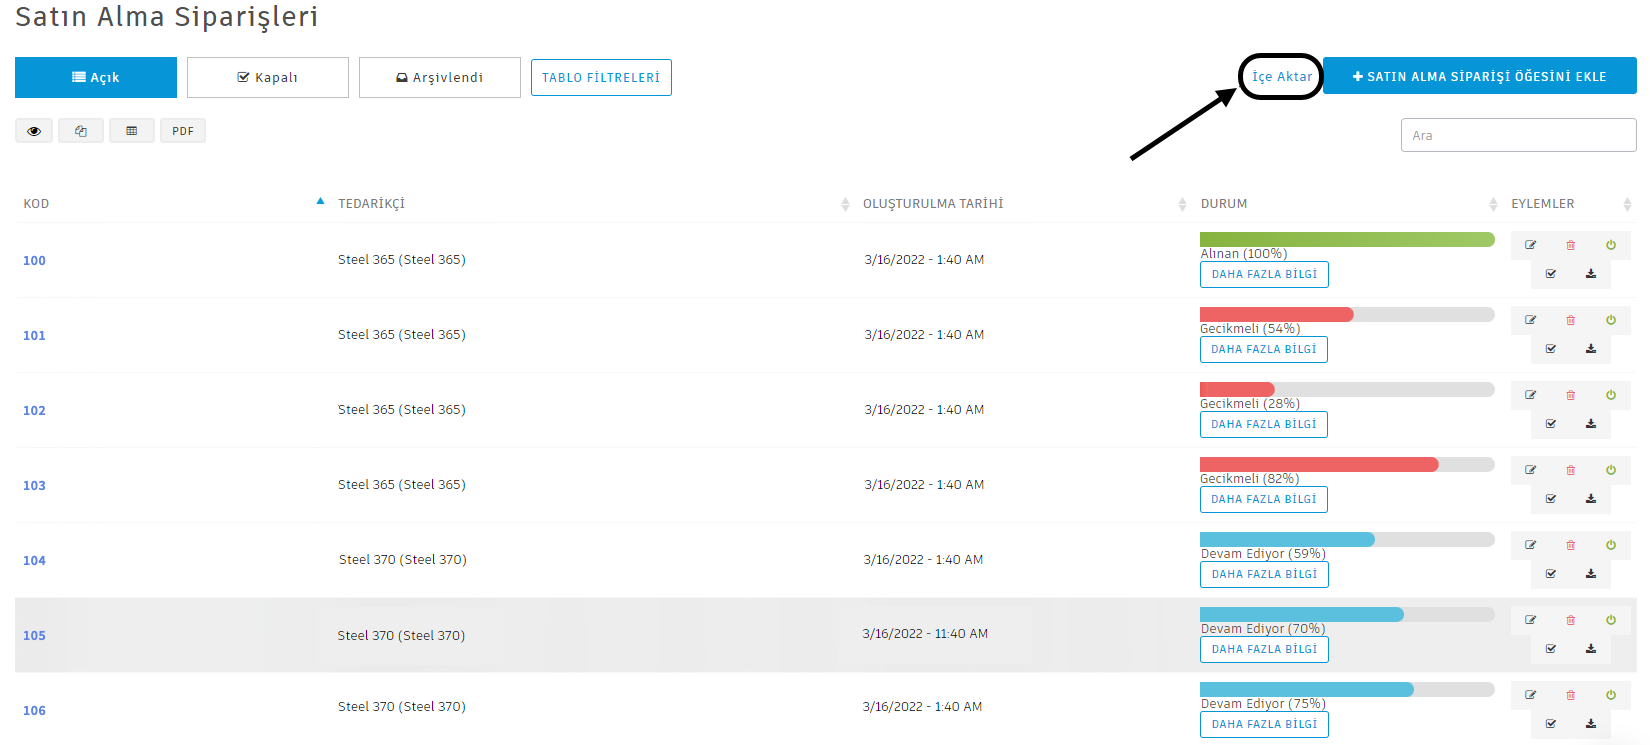 Satın Alma Siparişleri
Açık Kapalı Arşivlendi TABLO FİLTRELERİ İçe Aktar SATIN ALMA SİPARİŞİ ÖĞESİNİ EKLE
PDF Ara
KOD TEDARİKÇİ OLUŞTURULMA TARİHİ DURUM EYLEMLER
100 Steel 365 (Steel 365) 3/16/2022 - 1:40 AM Alınan (100%)
DAHA FAZLA BİLGİ
101 Steel 365 (Steel 365) 3/16/2022 - 1:40 AM Gecikmeli (54%)
DAHA FAZLA BİLGİ
102 Steel 365 (Steel 365) 3/16/2022 - 1:40 AM Gecikmeli (28%)
DAHA FAZLA BİLGİ
103 Steel 365 (Steel 365) 3/16/2022 - 1:40 AM Gecikmeli (82%)
DAHA FAZLA BİLGİ
104 Steel 370 (Steel 370) 3/16/2022 - 1:40 AM Devam Ediyor (59%)
DAHA FAZLA BİLGİ
105 Steel 370 (Steel 370) 3/16/2022 - 11:40 AM Devam Ediyor (70%)
DAHA FAZLA BİLGİ
106 Steel 370 (Steel 370) 3/16/2022 - 1:40 AM Devam Ediyor (75%)
DAHA FAZLA BİLGİ